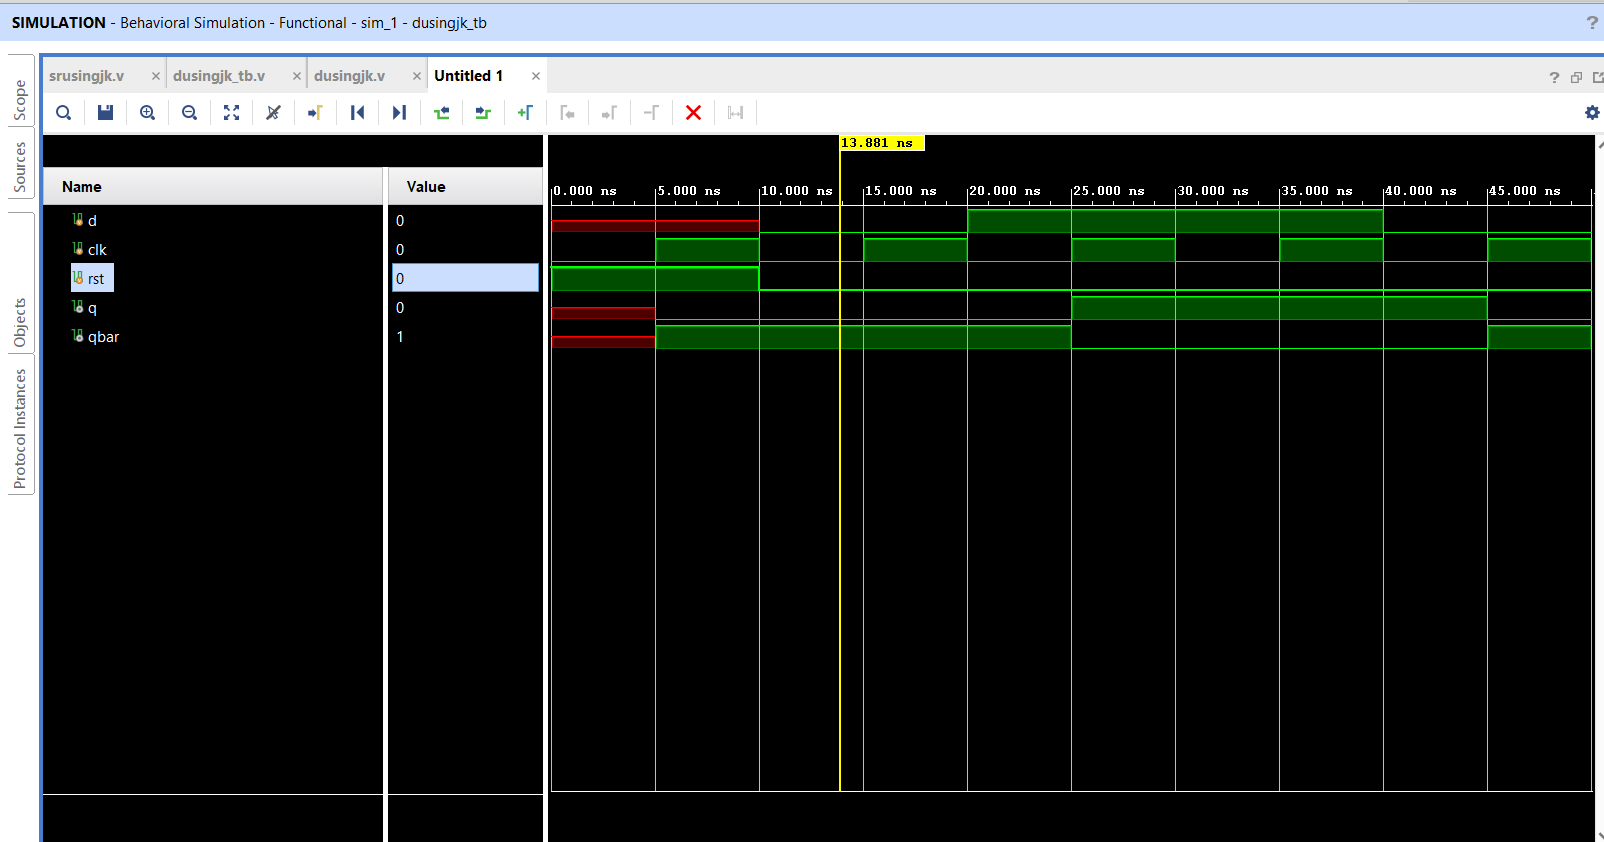 SIMULATION - Behavioral Simulation - Functional - sim_1 - dusingjk_tb ?
Scope
Sources
Objects
Protocol Instances
srusingjk.v × dusingjk_tb.v × dusingjk.v × Untitled 1 × ?
13.881 ns
Name Value
0.000 ns 5.000 ns 10.000 ns 15.000 ns 20.000 ns 25.000 ns 30.000 ns 35.000 ns 40.000 ns 45.000 ns
d 0
clk 0
rst 0
q 0
qbar 1